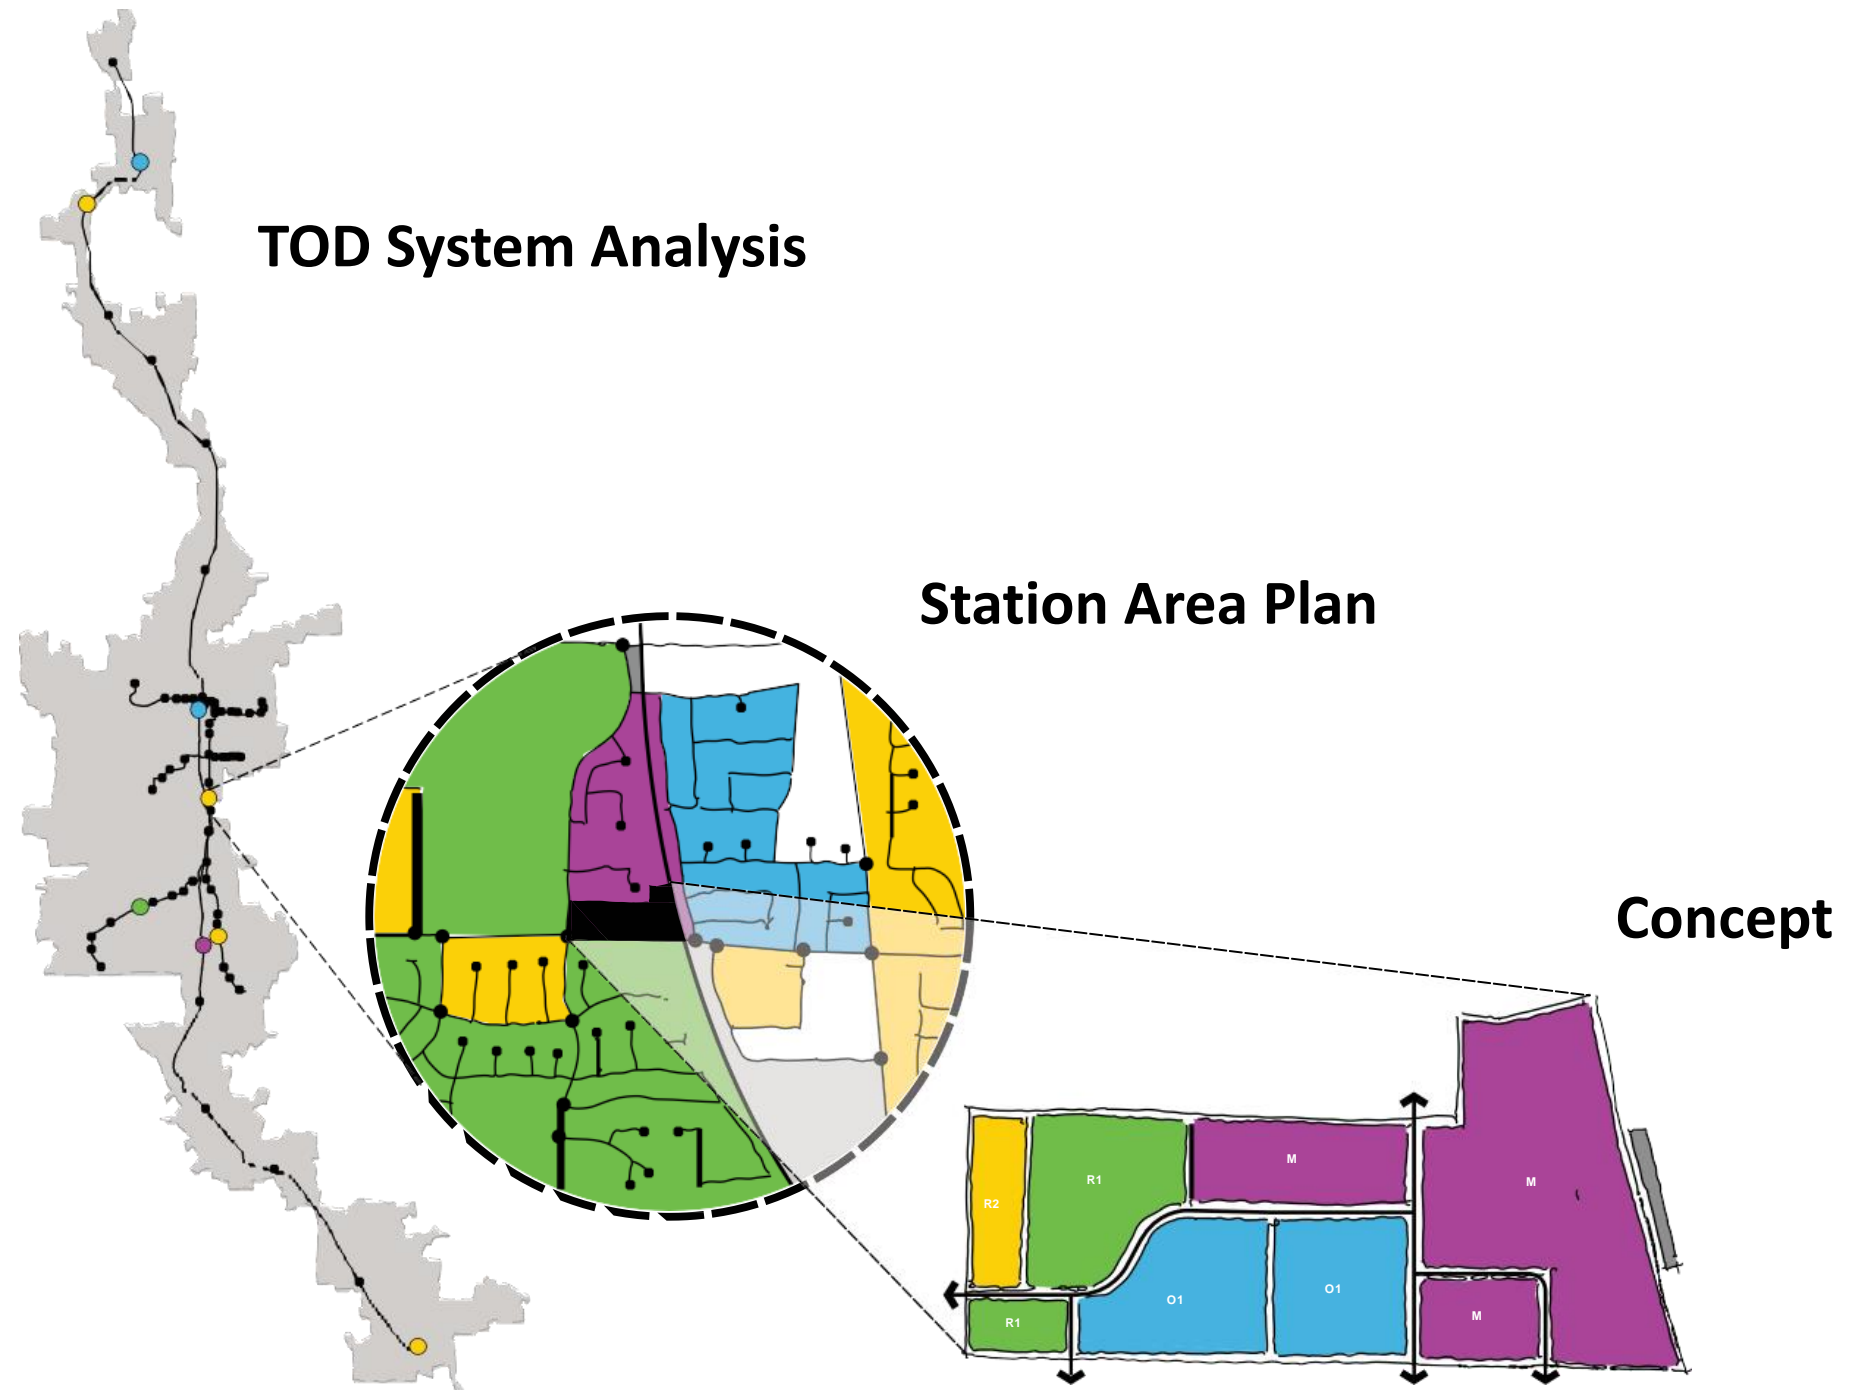 TOD System Analysis
Station Area Plan
Concept
M
R1
M
R2
O1
O1
M
R1